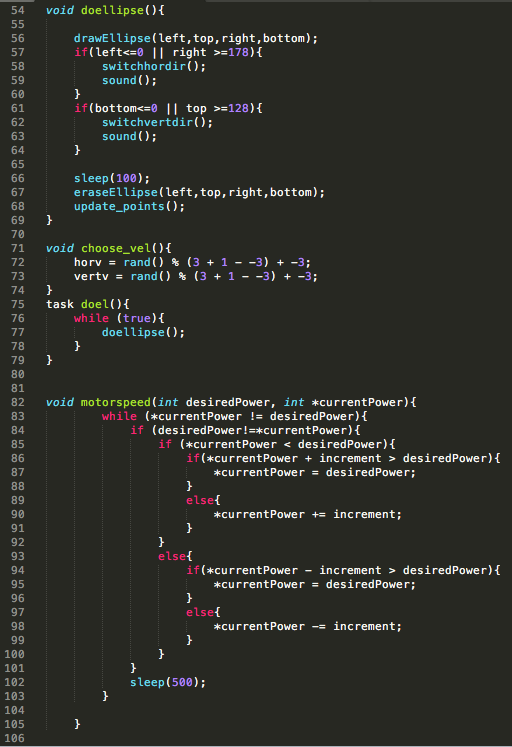 54 void doellipse(){
55
56     drawEllipse(left,top,right,bottom);
57     if(left<=0 || right >=178){
58         switchhordir();
59         sound();
60     }
61     if(bottom<=0 || top >=128){
62         switchvertdir();
63         sound();
64     }
65
66     sleep(100);
67     eraseEllipse(left,top,right,bottom);
68     update_points();
69 }
70
71 void choose_vel(){
72     horv = rand() % (3 + 1 - -3) + -3;
73     vertv = rand() % (3 + 1 - -3) + -3;
74 }
75 task doel(){
76     while (true){
77         doellipse();
78     }
79 }
80
81
82 void motorspeed(int desiredPower, int *currentPower){
83         while (*currentPower != desiredPower){
84             if (desiredPower!=*currentPower){
85                 if (*currentPower < desiredPower){
86                     if(*currentPower + increment > desiredPower){
87                         *currentPower = desiredPower;
88                     }
89                     else{
90                         *currentPower += increment;
91                     }
92                 }
93                 else{
94                     if(*currentPower - increment > desiredPower){
95                         *currentPower = desiredPower;
96                     }
97                     else{
98                         *currentPower -= increment;
99                     }
100                 }
101             }
102             sleep(500);
103         }
104
105     }
106